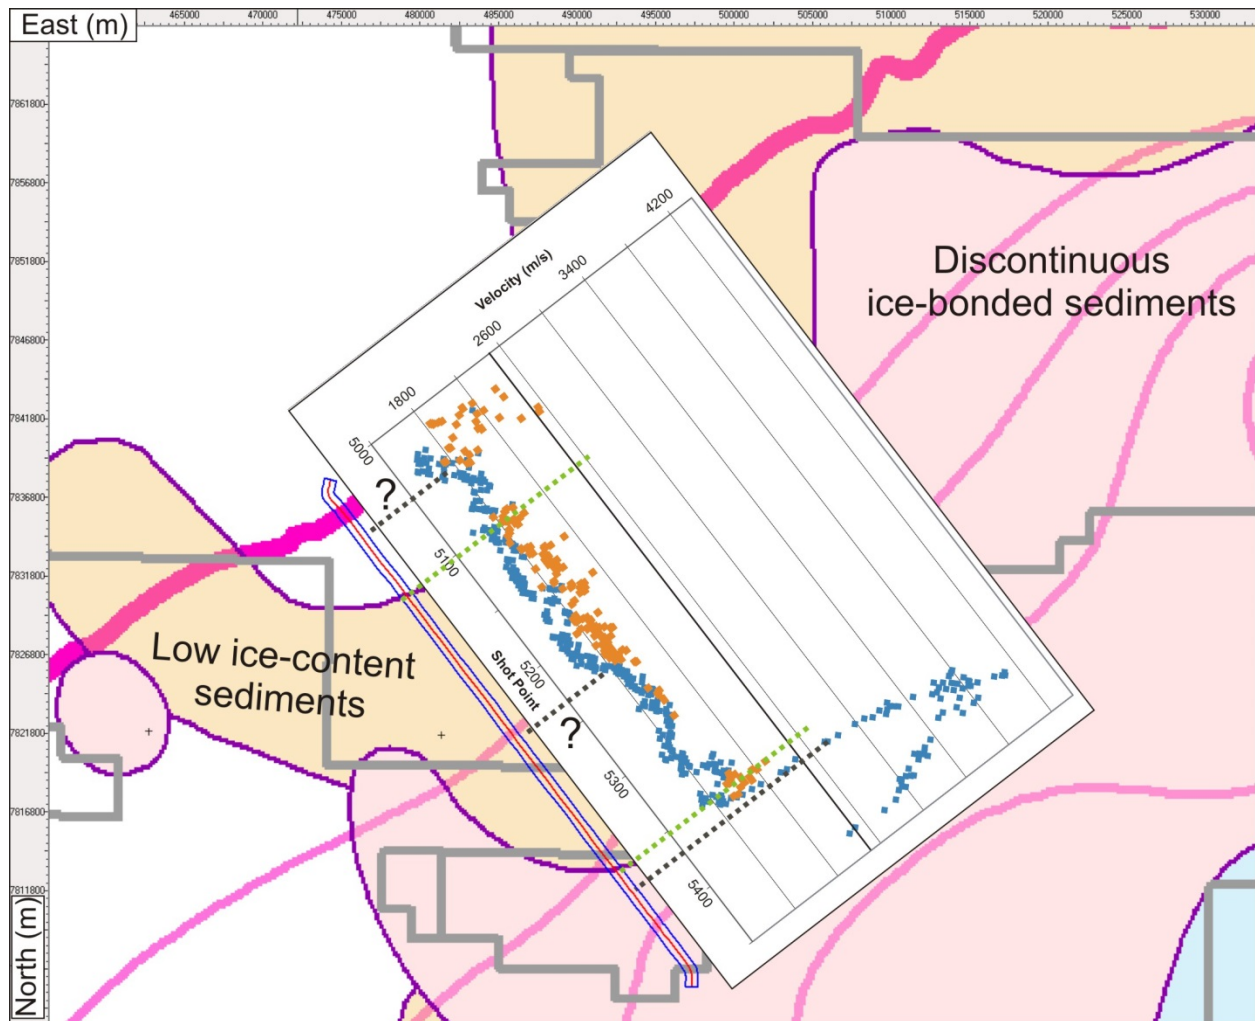 East (m)
465000 470000 475000 480000 485000 490000 495000 500000 505000 510000 515000 520000 525000 530000
7861800
7856800
7851800
7846800
7841800
7836800
7831800
7826800
7821800
7816800
7811800
North (m)
Discontinuous
ice-bonded sediments
Low ice-content
sediments
Velocity (m/s)
1800 2600 3400 4200
Shot Point
5000
5100
5200
5300
5400
?
?